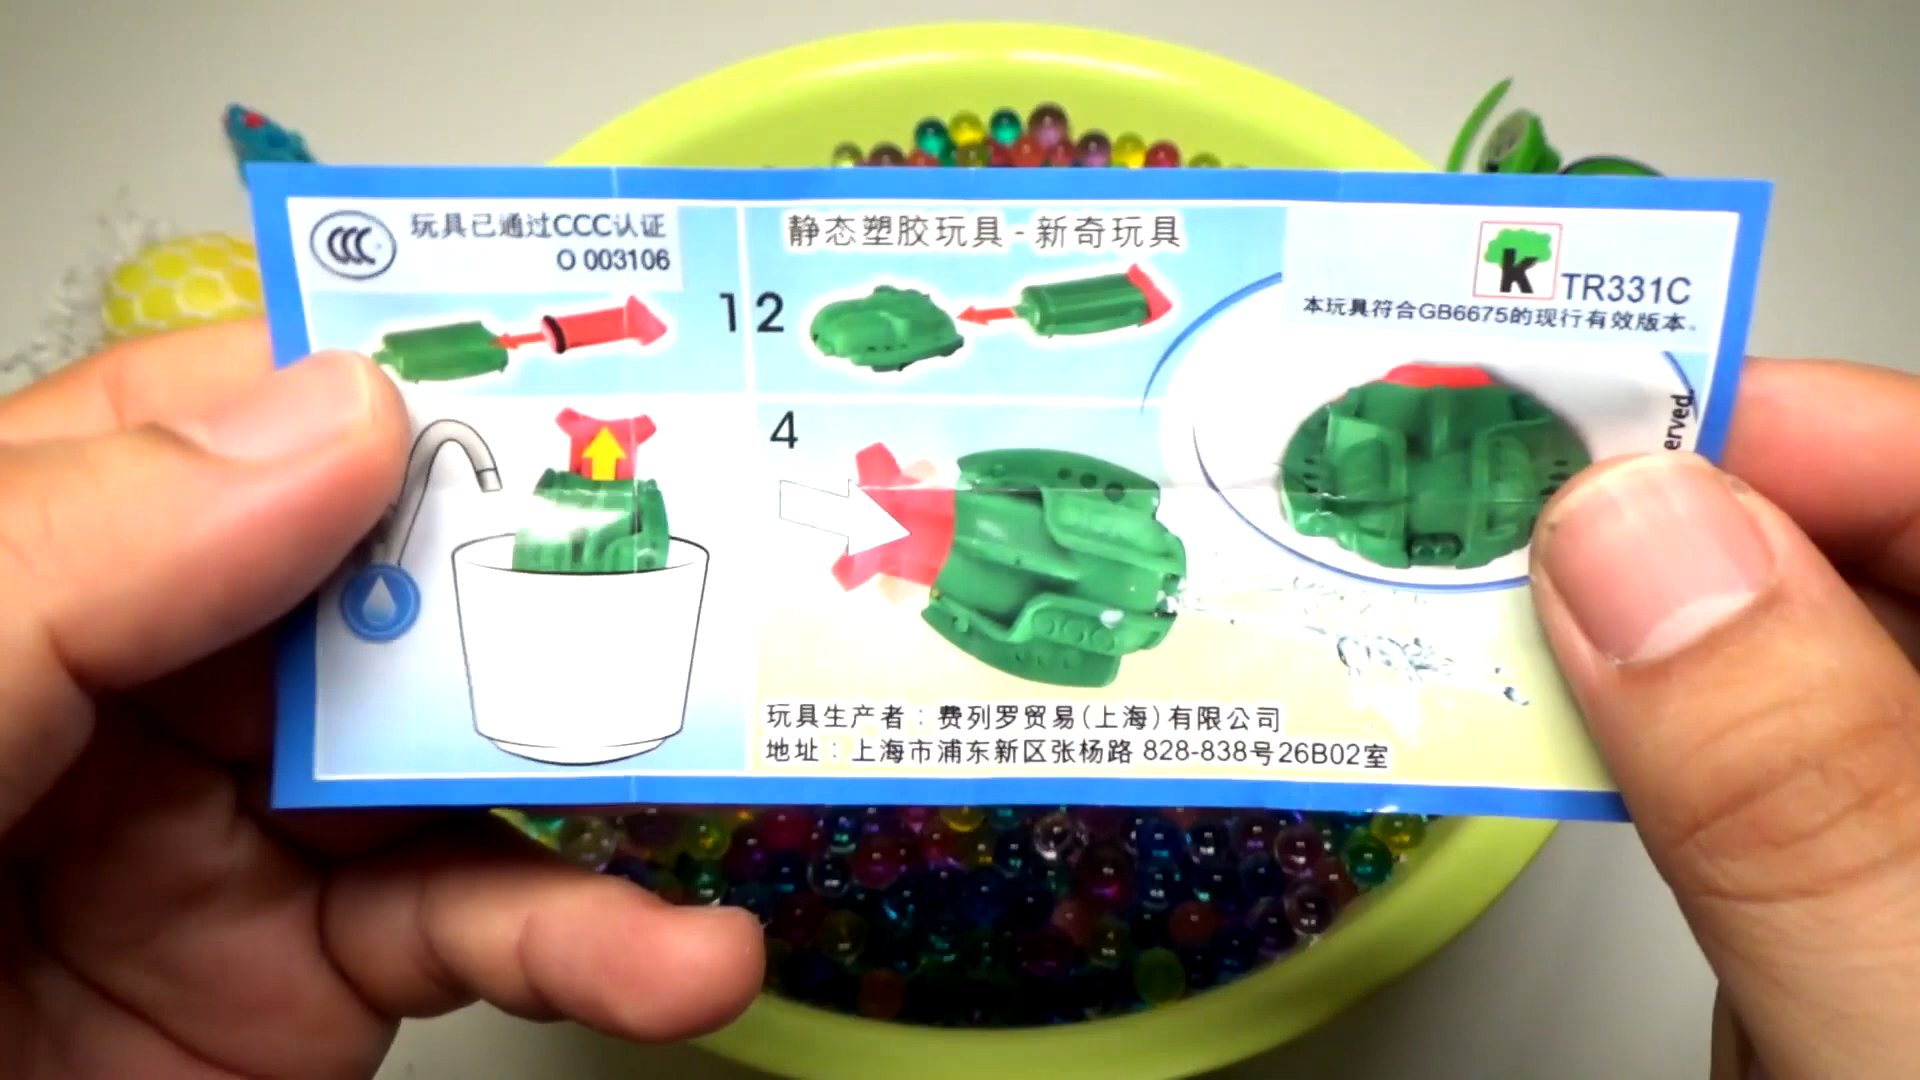 CCC
玩具已通过CCC认证
O 003106
静态塑胶玩具-新奇玩具
K
TR331C
本玩具符合GB6675的现行有效版本。
1
2
4
erved.
玩具生产者：费列罗贸易(上海)有限公司
地址：上海市浦东新区张杨路 828-838号26B02室